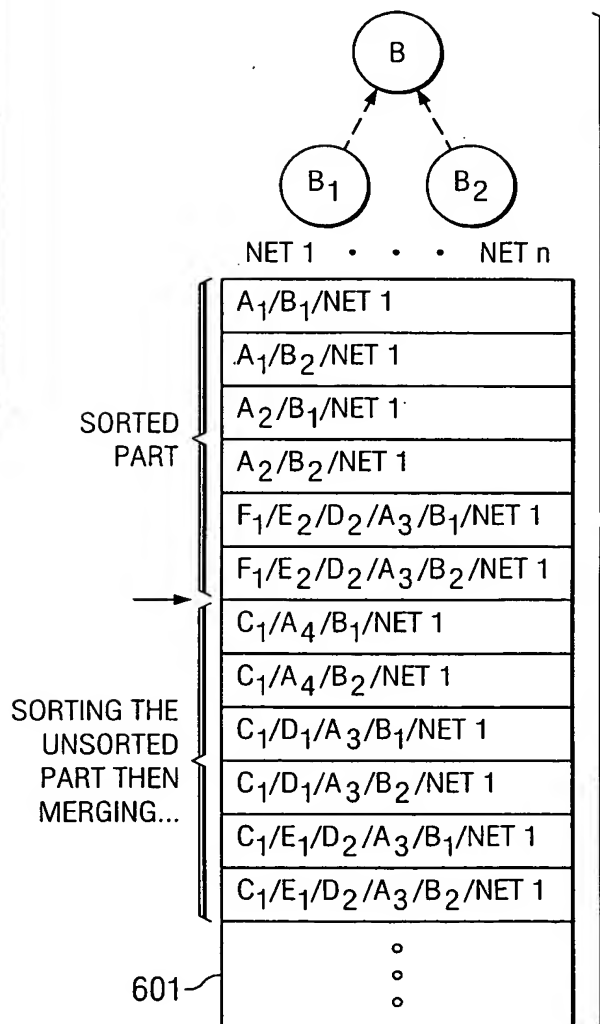 B
B₁
B₂
NET 1 · · · NET n
A₁/B₁/NET 1
A₁/B₂/NET 1
A₂/B₁/NET 1
A₂/B₂/NET 1
F₁/E₂/D₂/A₃/B₁/NET 1
F₁/E₂/D₂/A₃/B₂/NET 1
SORTED
PART
C₁/A₄/B₁/NET 1
C₁/A₄/B₂/NET 1
C₁/D₁/A₃/B₁/NET 1
C₁/D₁/A₃/B₂/NET 1
C₁/E₁/D₂/A₃/B₁/NET 1
C₁/E₁/D₂/A₃/B₂/NET 1
SORTING THE
UNSORTED
PART THEN
MERGING...
601